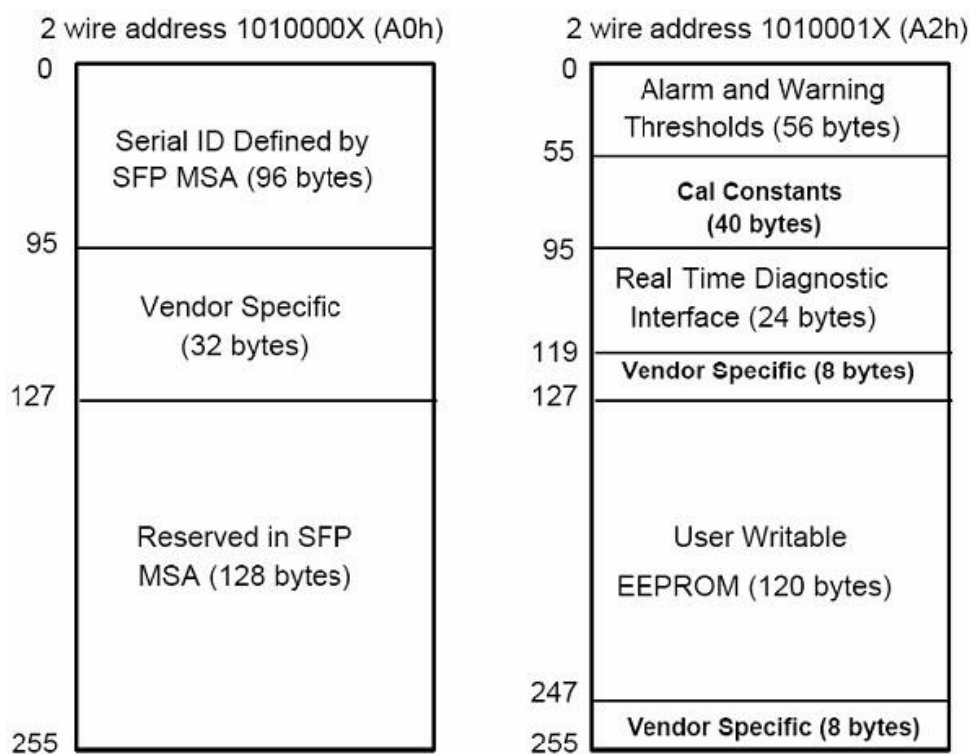 2 wire address 1010000X (A0h)
0
Serial ID Defined by
SFP MSA (96 bytes)
95
Vendor Specific
(32 bytes)
127
Reserved in SFP
MSA (128 bytes)
255
2 wire address 1010001X (A2h)
0
Alarm and Warning
Thresholds (56 bytes)
55
Cal Constants
(40 bytes)
95
Real Time Diagnostic
Interface (24 bytes)
119
Vendor Specific (8 bytes)
127
User Writable
EEPROM (120 bytes)
247
Vendor Specific (8 bytes)
255